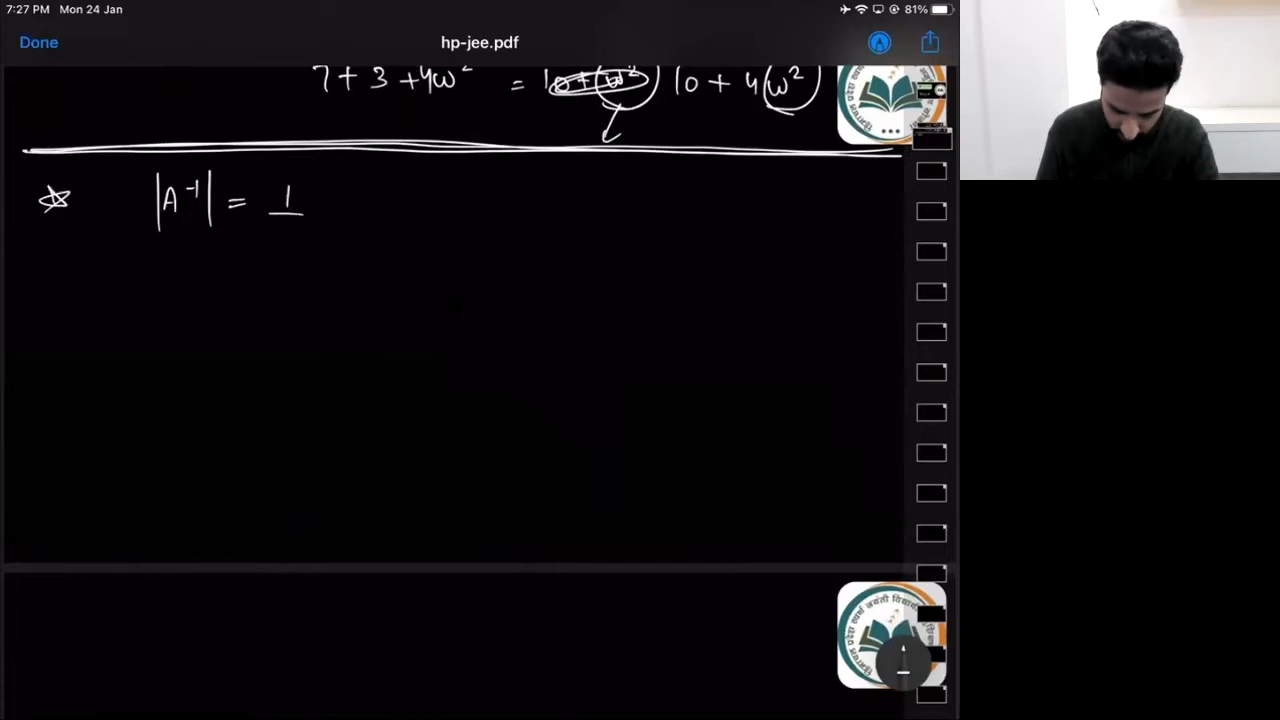 7:27 PM Mon 24 Jan 81%
Done hp-jee.pdf
7 + 3 + 4ω² = 10 + 4ω²
|A⁻¹| = 1